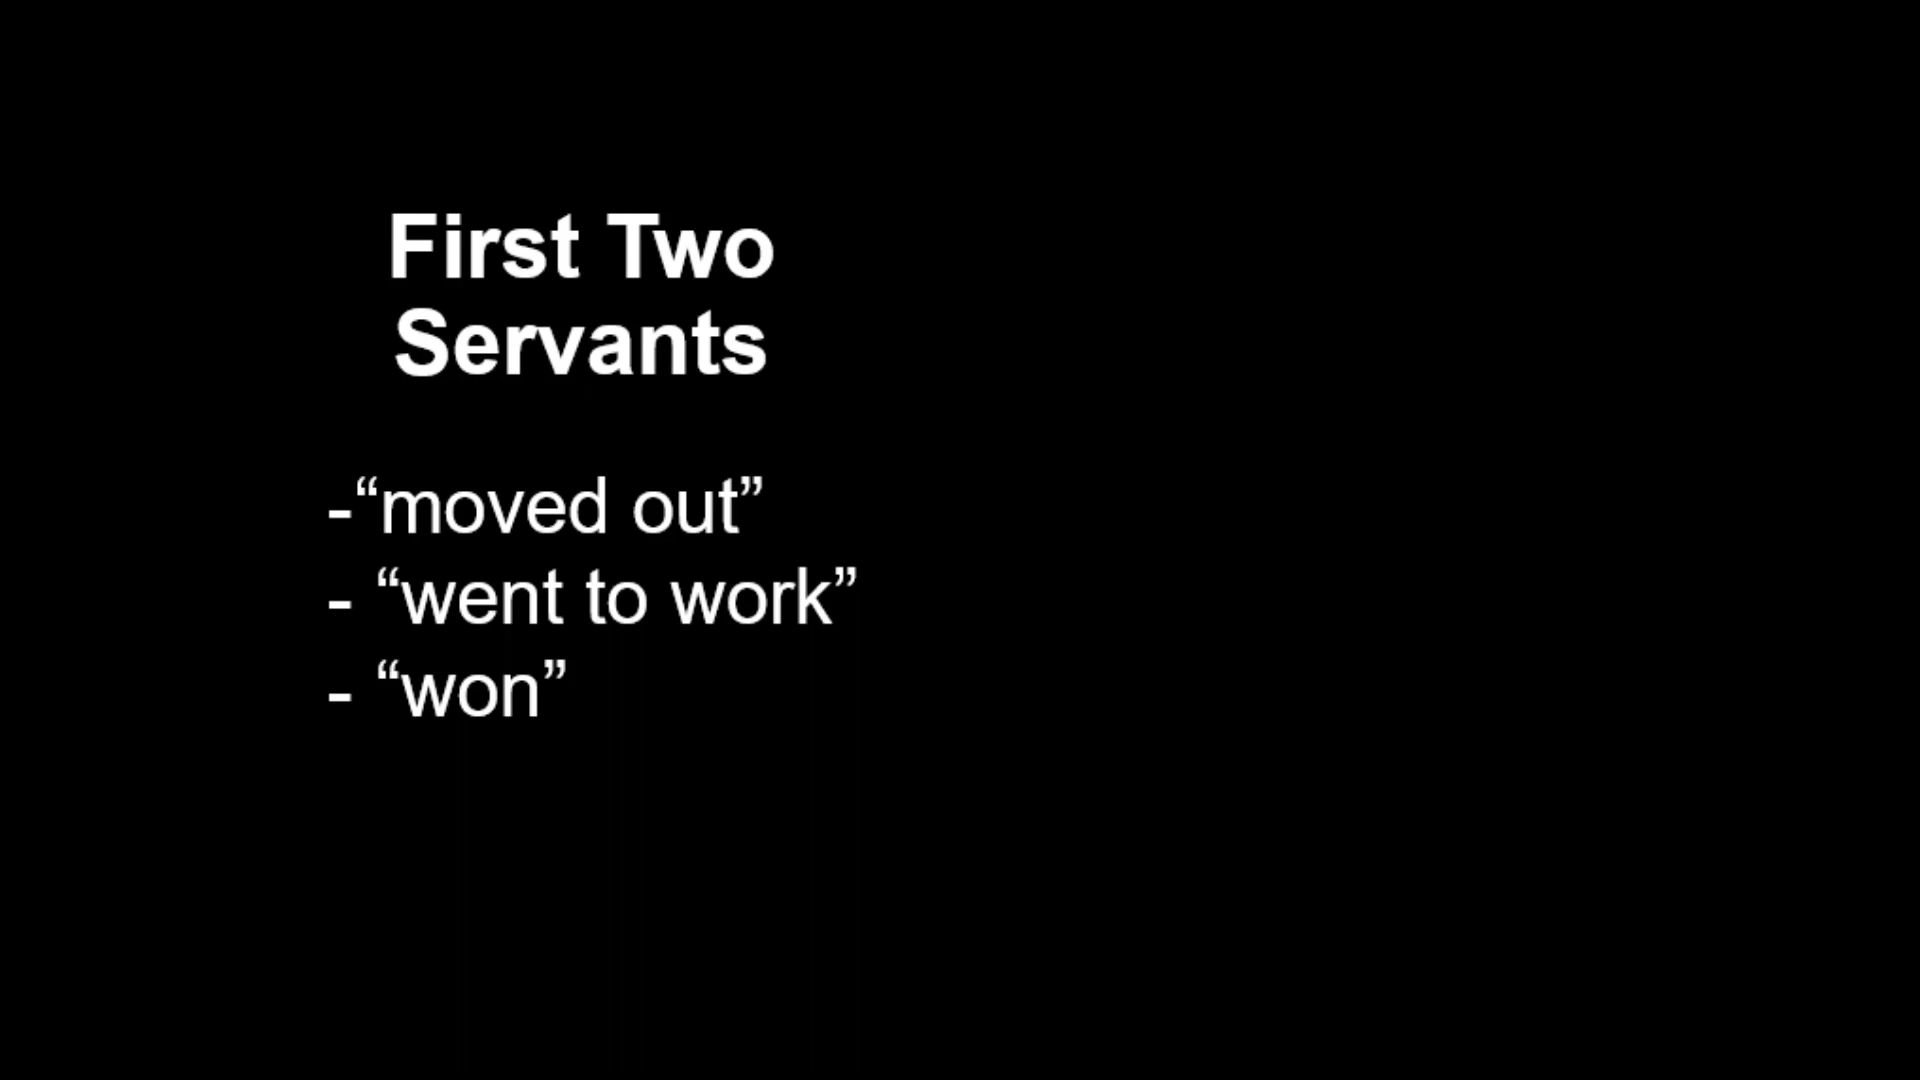 First Two
Servants
-“moved out”
- “went to work”
- “won”